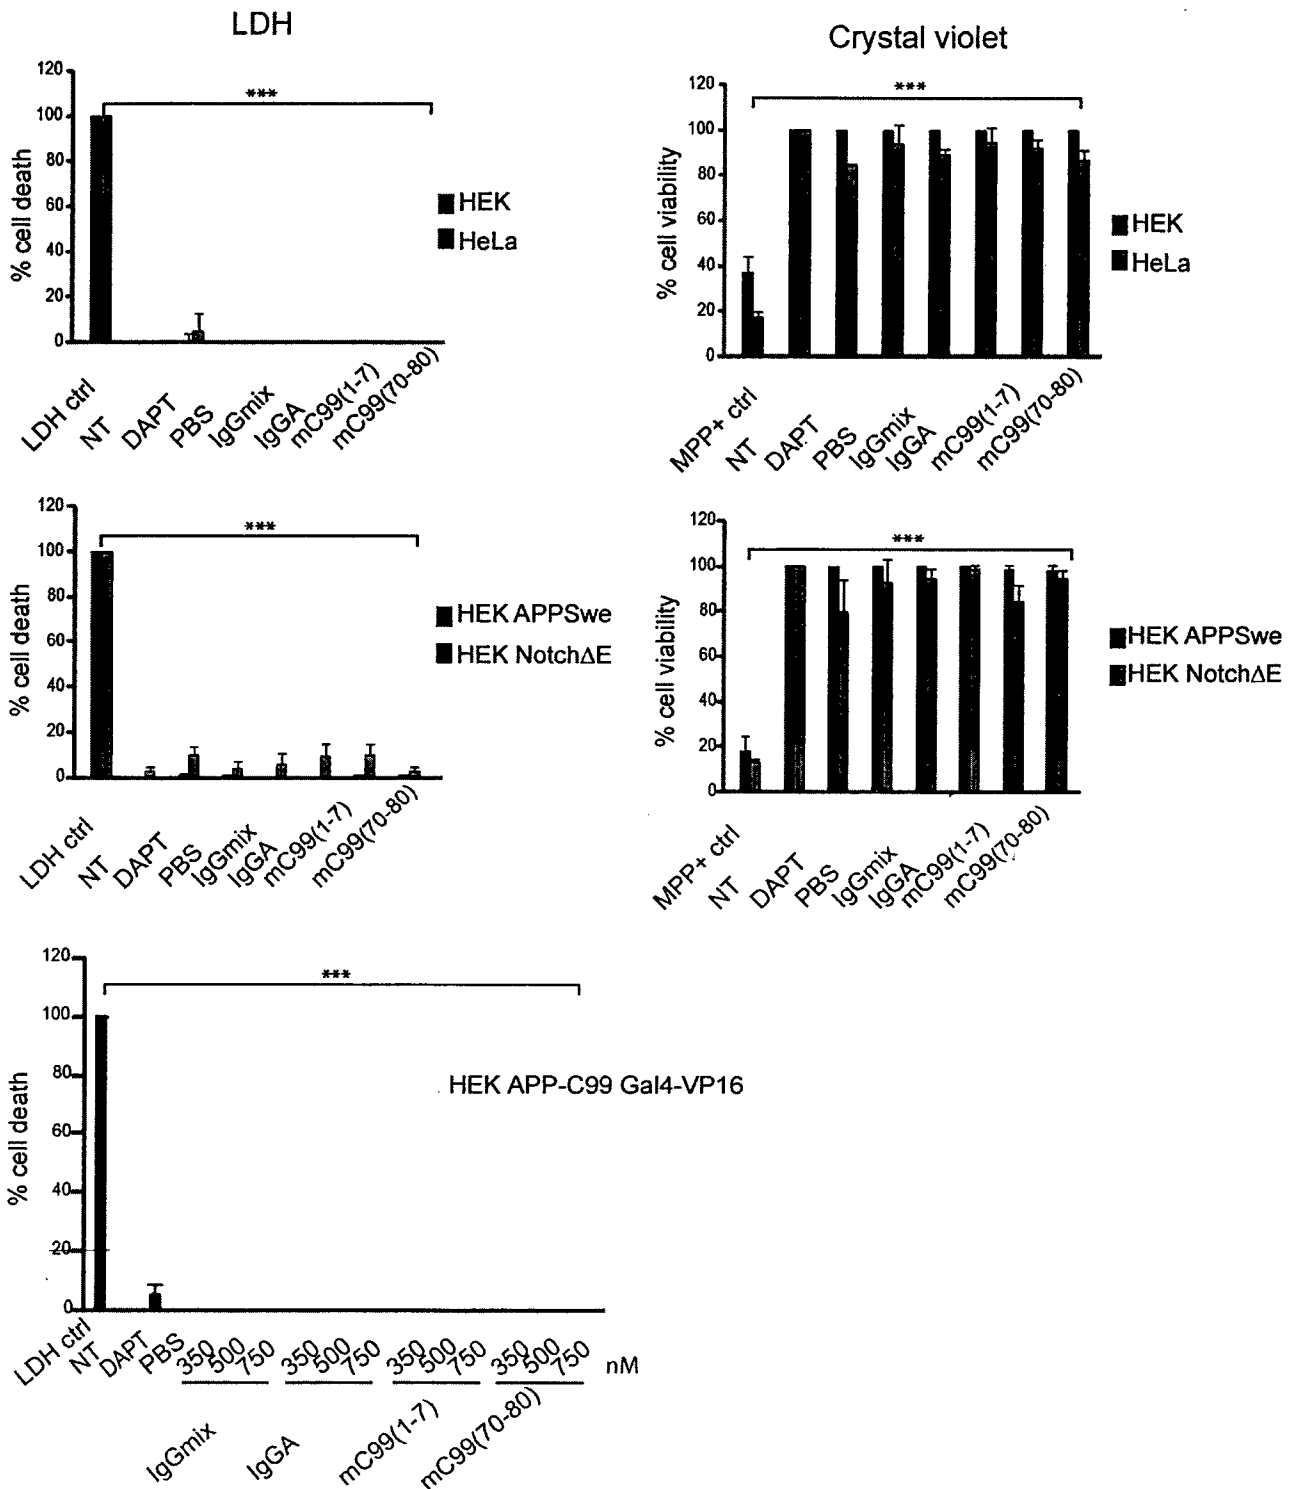 LDH
120
100
80
60
40
20
0
% cell death
***
HEK
HeLa
LDH ctrl
NT
DAPT
PBS
IgGmix
IgGA
mC99(1-7)
mC99(70-80)
Crystal violet
120
100
80
60
40
20
0
% cell viability
***
HEK
HeLa
MPP+ ctrl
NT
DAPT
PBS
IgGmix
IgGA
mC99(1-7)
mC99(70-80)
120
100
80
60
40
20
0
% cell death
***
HEK APPSwe
HEK NotchΔE
LDH ctrl
NT
DAPT
PBS
IgGmix
IgGA
mC99(1-7)
mC99(70-80)
120
100
80
60
40
20
0
% cell viability
***
HEK APPSwe
HEK NotchΔE
MPP+ ctrl
NT
DAPT
PBS
IgGmix
IgGA
mC99(1-7)
mC99(70-80)
120
100
80
60
40
20
0
% cell death
***
HEK APP-C99 Gal4-VP16
LDH ctrl
NT
DAPT
PBS
350 500 750 350 500 750 350 500 750 350 500 750 nM
IgGmix
IgGA
mC99(1-7)
mC99(70-80)